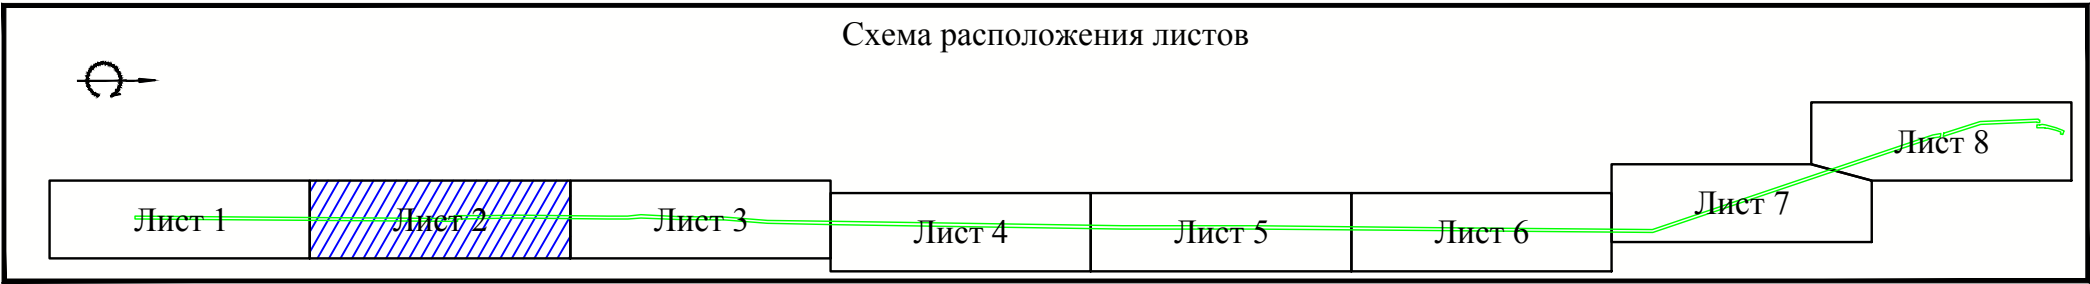 Схема расположения листов
Лист 8
Лист 7
Лист 1
Лист 2
Лист 3
Лист 4
Лист 5
Лист 6